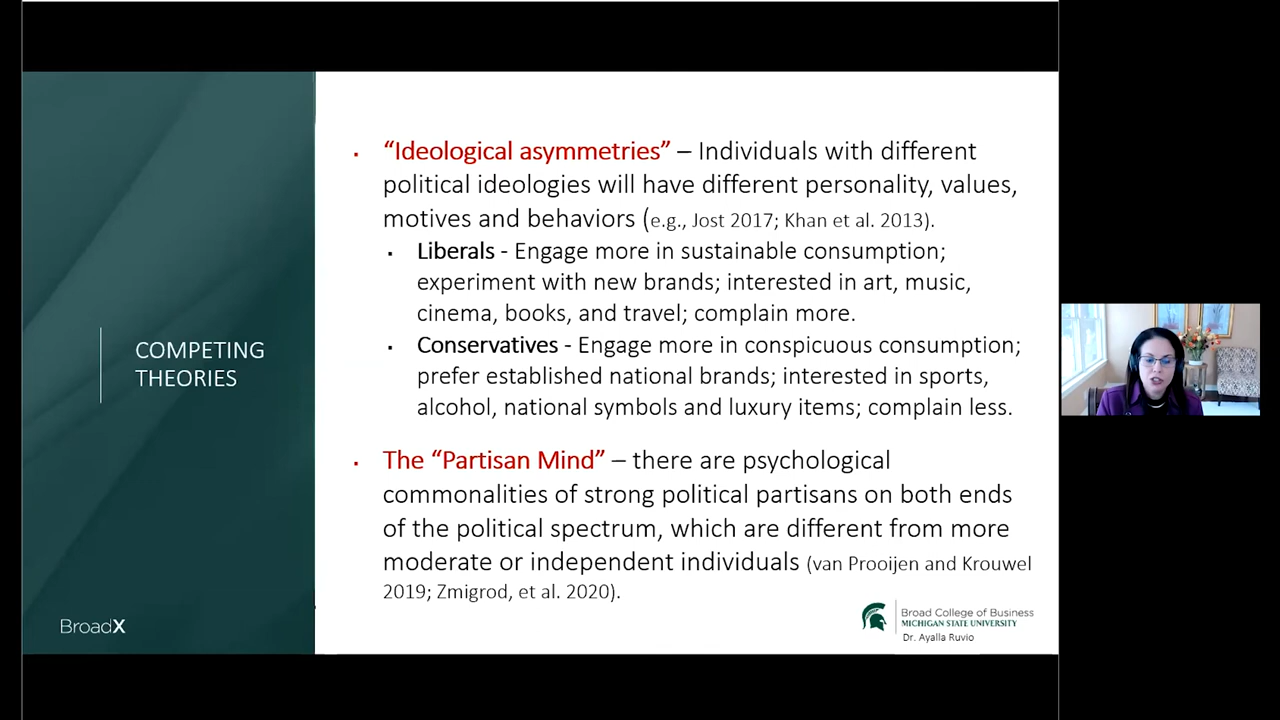 COMPETING
THEORIES
▪ “Ideological asymmetries” – Individuals with different
political ideologies will have different personality, values,
motives and behaviors (e.g., Jost 2017; Khan et al. 2013).
▪ Liberals - Engage more in sustainable consumption;
experiment with new brands; interested in art, music,
cinema, books, and travel; complain more.
▪ Conservatives - Engage more in conspicuous consumption;
prefer established national brands; interested in sports,
alcohol, national symbols and luxury items; complain less.
▪ The “Partisan Mind” – there are psychological
commonalities of strong political partisans on both ends
of the political spectrum, which are different from more
moderate or independent individuals (van Prooijen and Krouwel
2019; Zmigrod, et al. 2020).
BroadX
Broad College of Business
MICHIGAN STATE UNIVERSITY
Dr. Ayalla Ruvio